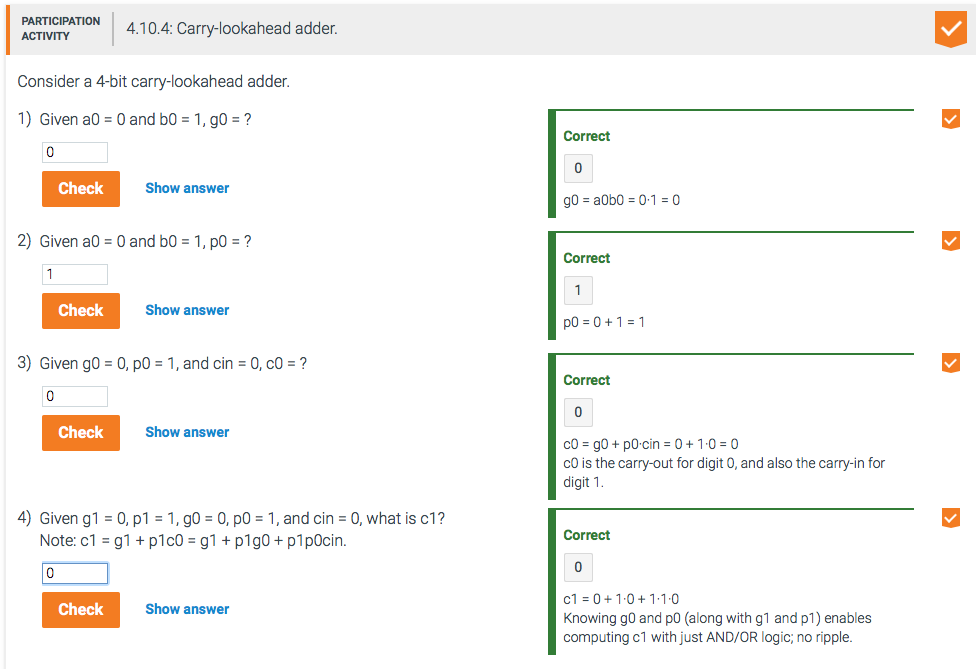 PARTICIPATION
ACTIVITY
4.10.4: Carry-lookahead adder.
Consider a 4-bit carry-lookahead adder.
1) Given a0 = 0 and b0 = 1, g0 = ?
0
Check Show answer
Correct
0
g0 = a0b0 = 0·1 = 0
2) Given a0 = 0 and b0 = 1, p0 = ?
1
Check Show answer
Correct
1
p0 = 0 + 1 = 1
3) Given g0 = 0, p0 = 1, and cin = 0, c0 = ?
0
Check Show answer
Correct
0
c0 = g0 + p0·cin = 0 + 1·0 = 0
c0 is the carry-out for digit 0, and also the carry-in for
digit 1.
4) Given g1 = 0, p1 = 1, g0 = 0, p0 = 1, and cin = 0, what is c1?
Note: c1 = g1 + p1c0 = g1 + p1g0 + p1p0cin.
0
Check Show answer
Correct
0
c1 = 0 + 1·0 + 1·1·0
Knowing g0 and p0 (along with g1 and p1) enables
computing c1 with just AND/OR logic; no ripple.